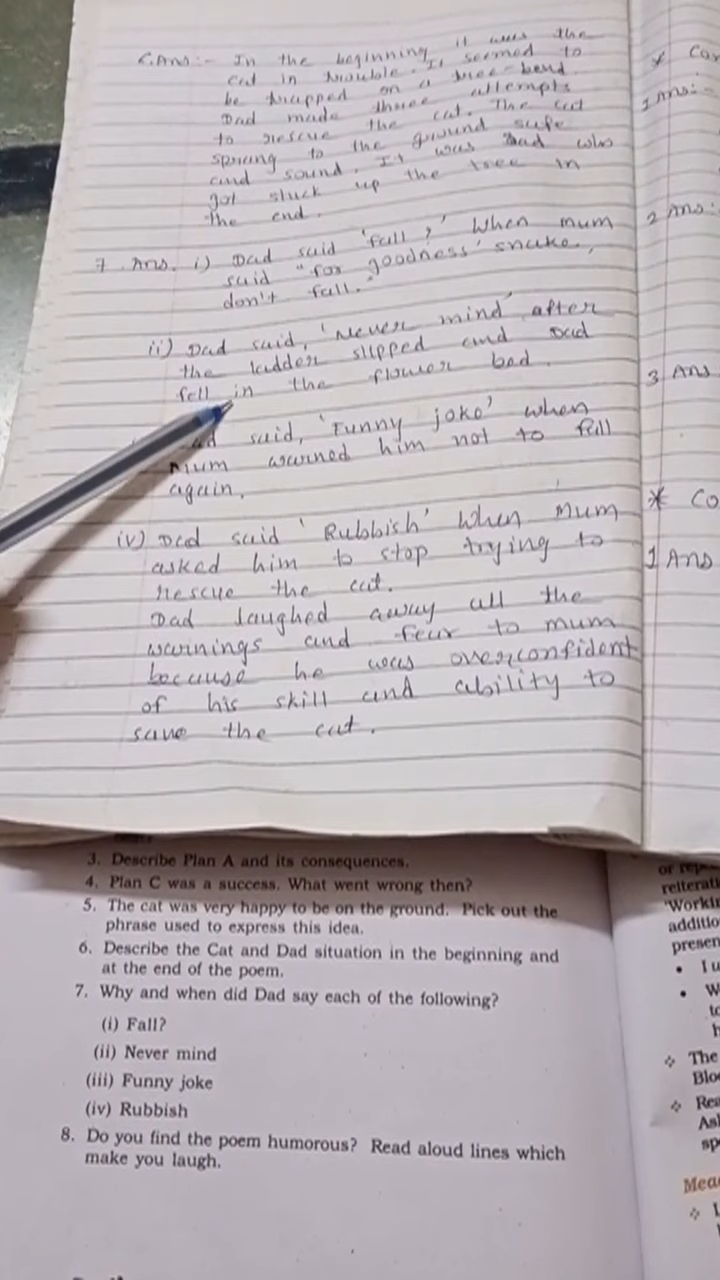 6. Ans:- In the beginning it was the
cat in trouble. It seemed to
be trapped on a tree-bend.
Dad made three attempts
to rescue the cat. The cat
sprung to the ground safe
and sound. It was Dad who
got stuck up the tree in
the end.
7. Ans. i) Dad said 'fall?' When mum
said "for goodness' snake,
don't fall."
ii) Dad said, 'Never mind' after
the ladder slipped and Dad
fell in the flower bed.
said, 'Funny joke' when
Mum warned him not to fill
again.
iv) Dad said 'Rubbish' When Mum
asked him to stop trying to
rescue the cat.
Dad laughed away all the
warnings and fear to mum
because he was overconfident
of his skill and ability to
save the cat.
1 Ans:-
2 Ans:
3 Ans
* Co
1 Ans
3. Describe Plan A and its consequences.
4. Plan C was a success. What went wrong then?
5. The cat was very happy to be on the ground. Pick out the
phrase used to express this idea.
6. Describe the Cat and Dad situation in the beginning and
at the end of the poem.
7. Why and when did Dad say each of the following?
(i) Fall?
(ii) Never mind
(iii) Funny joke
(iv) Rubbish
8. Do you find the poem humorous? Read aloud lines which
make you laugh.
reiterati
'Workin
additio
presen
• I u
• W
to
h
The
Blo
Rea
Ask
sp
Mea